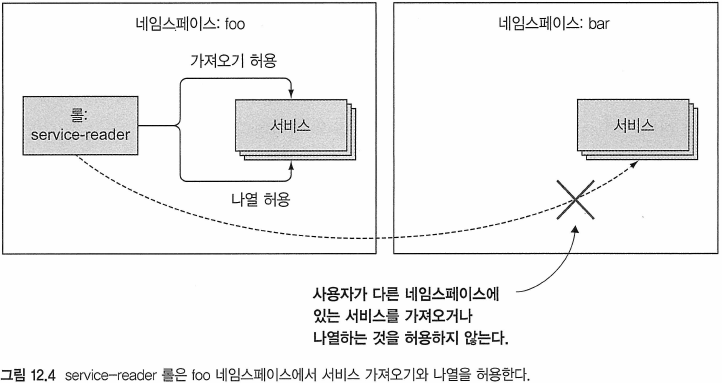 네임스페이스: foo
네임스페이스: bar
가져오기 허용
롤:
service-reader
서비스
서비스
나열 허용
사용자가 다른 네임스페이스에
있는 서비스를 가져오거나
나열하는 것을 허용하지 않는다.
그림 12.4 service-reader 롤은 foo 네임스페이스에서 서비스 가져오기와 나열을 허용한다.